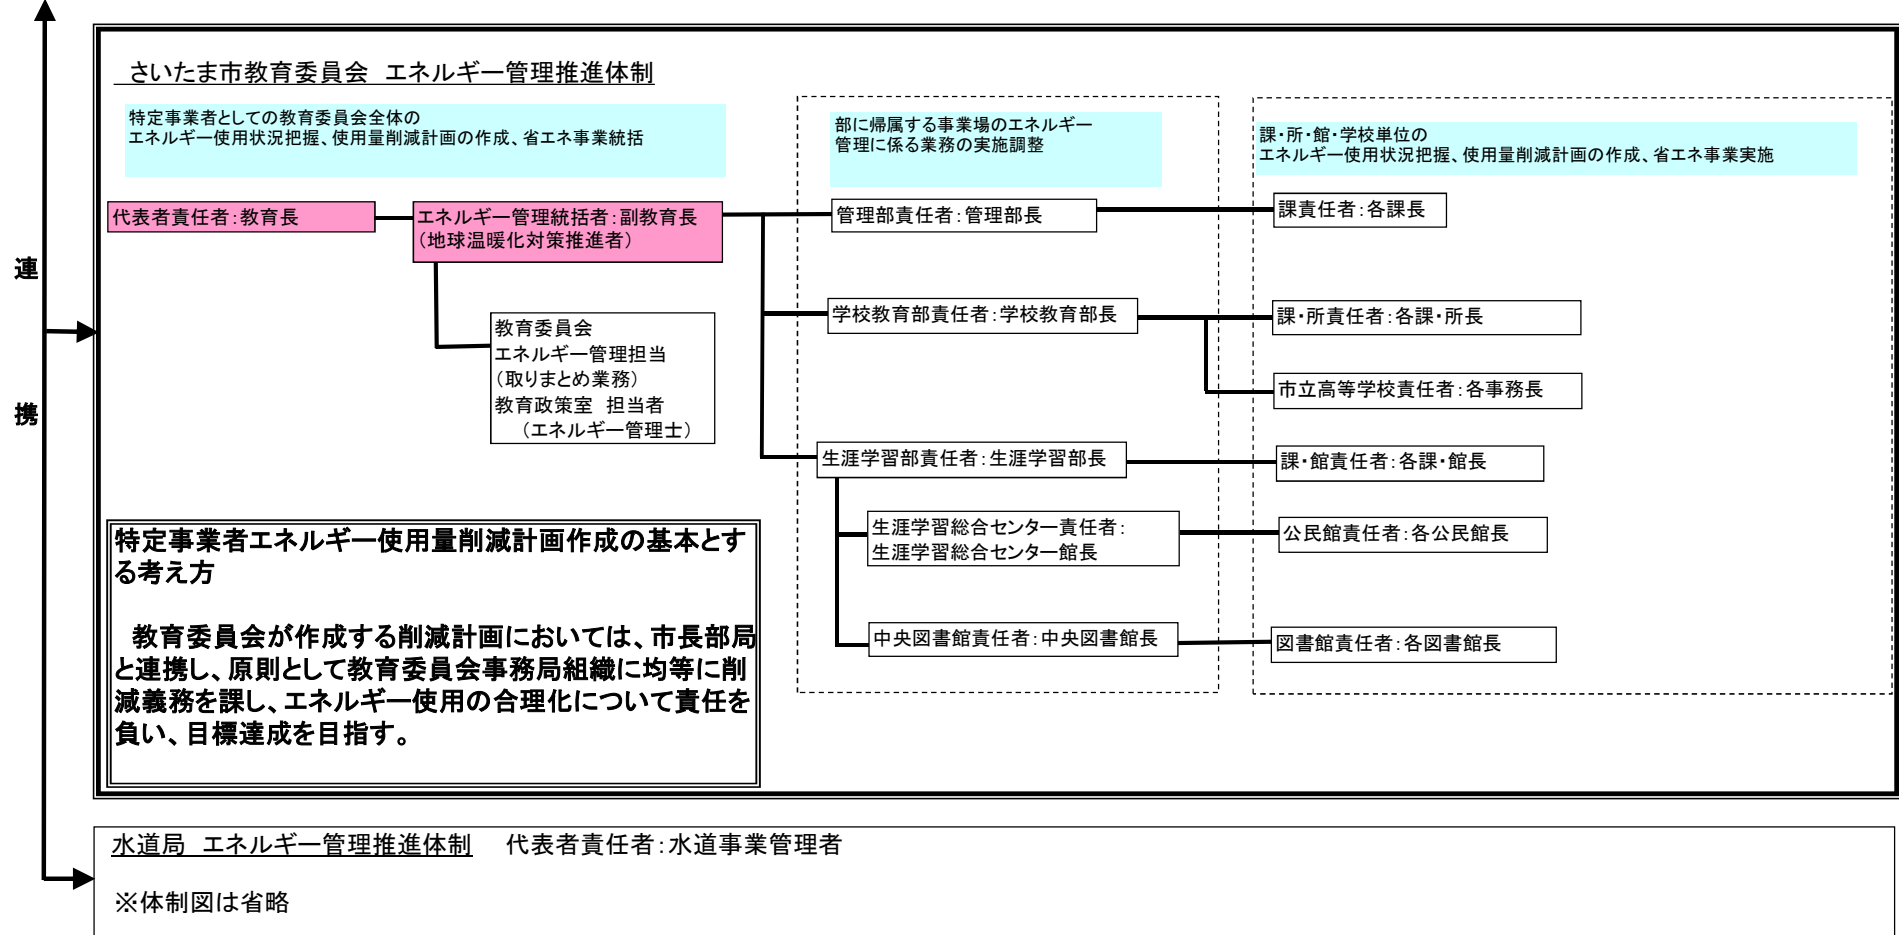 さいたま市教育委員会 エネルギー管理推進体制
特定事業者としての教育委員会全体の
エネルギー使用状況把握、使用量削減計画の作成、省エネ事業統括
部に帰属する事業場のエネルギー
管理に係る業務の実施調整
課・所・館・学校単位の
エネルギー使用状況把握、使用量削減計画の作成、省エネ事業実施
代表者責任者：教育長
エネルギー管理統括者：副教育長
（地球温暖化対策推進者）
管理部責任者：管理部長
課責任者：各課長
連
携
教育委員会
エネルギー管理担当
（取りまとめ業務）
教育政策室 担当者
（エネルギー管理士）
学校教育部責任者：学校教育部長
課・所責任者：各課・所長
市立高等学校責任者：各事務長
生涯学習部責任者：生涯学習部長
課・館責任者：各課・館長
生涯学習総合センター責任者：
生涯学習総合センター館長
公民館責任者：各公民館長
中央図書館責任者：中央図書館長
図書館責任者：各図書館長
特定事業者エネルギー使用量削減計画作成の基本とす
る考え方
教育委員会が作成する削減計画においては、市長部局
と連携し、原則として教育委員会事務局組織に均等に削
減義務を課し、エネルギー使用の合理化について責任を
負い、目標達成を目指す。
水道局 エネルギー管理推進体制 代表者責任者：水道事業管理者
※体制図は省略